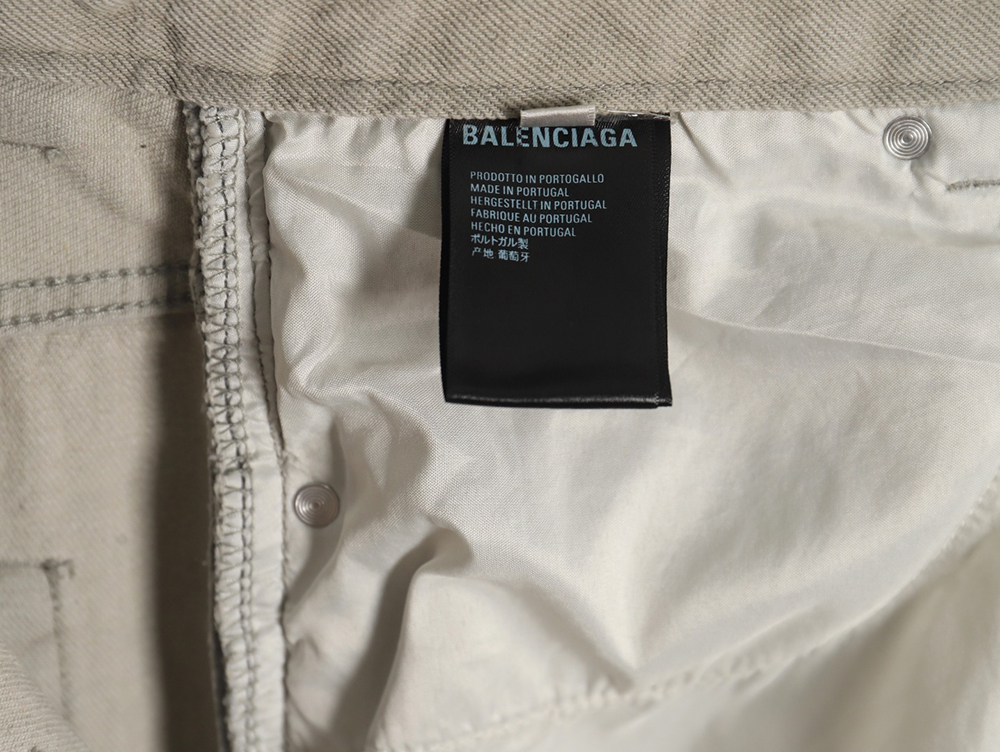 BALENCIAGA
PRODOTTO IN PORTOGALLO
MADE IN PORTUGAL
HERGESTELLT IN PORTUGAL
FABRIQUE AU PORTUGAL
HECHO EN PORTUGAL
ポルトガル製
产地 葡萄牙